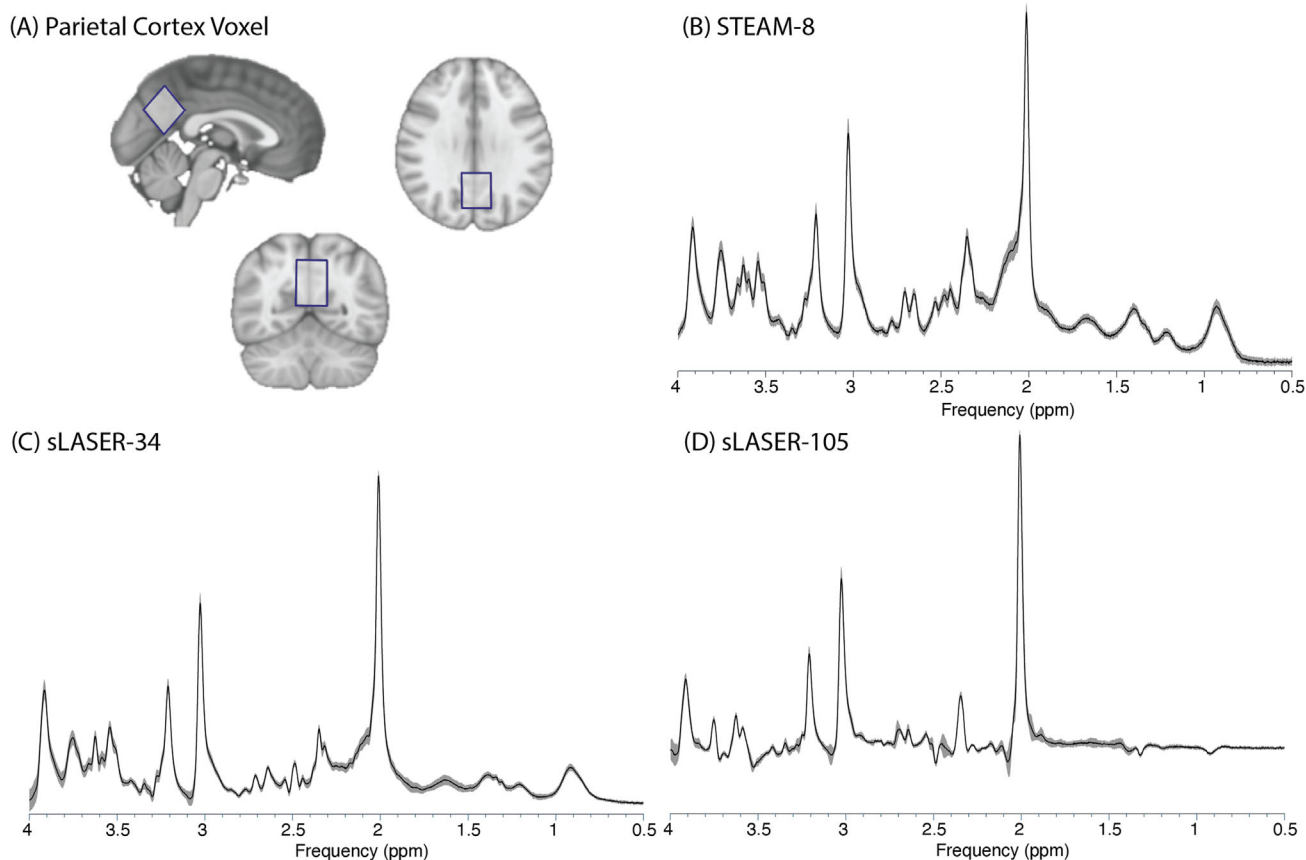 (A) Parietal Cortex Voxel
(B) STEAM-8
4 3.5 3 2.5 2 1.5 1 0.5
Frequency (ppm)
(C) sLASER-34
4 3.5 3 2.5 2 1.5 1 0.5
Frequency (ppm)
(D) sLASER-105
4 3.5 3 2.5 2 1.5 1 0.5
Frequency (ppm)